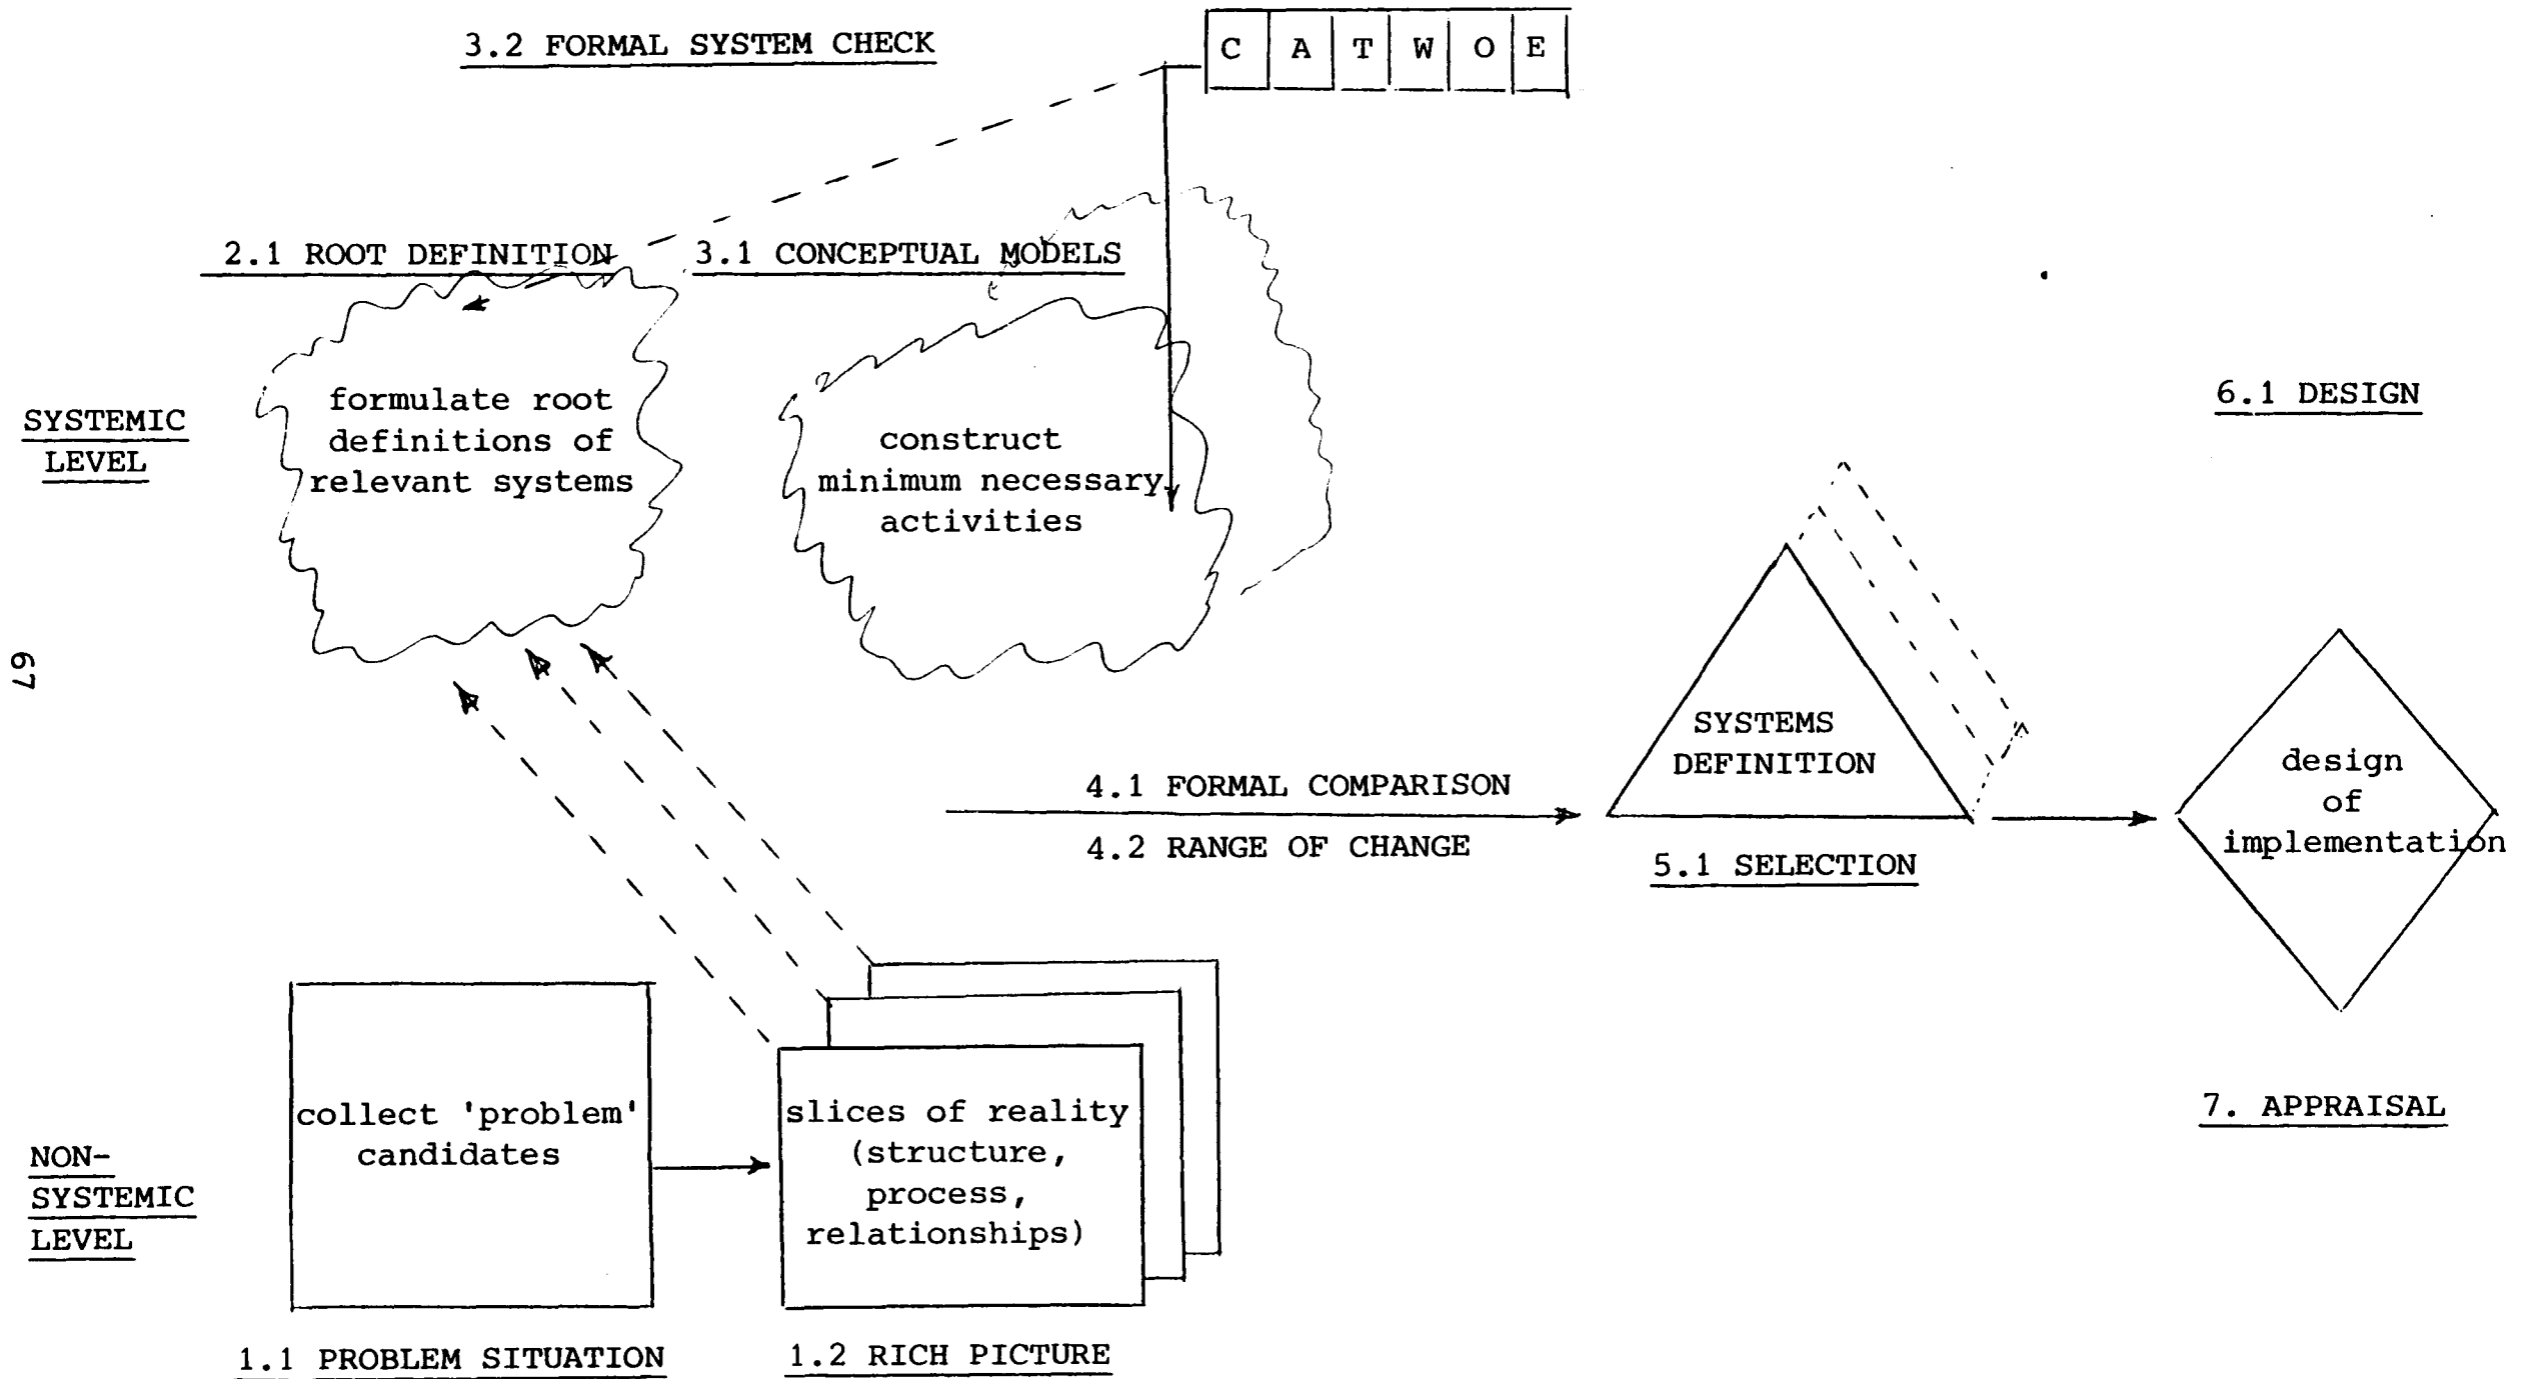 3.2 FORMAL SYSTEM CHECK
C A T W O E
2.1 ROOT DEFINITION
3.1 CONCEPTUAL MODELS
SYSTEMIC
LEVEL
formulate root
definitions of
relevant systems
construct
minimum necessary
activities
6.1 DESIGN
67
SYSTEMS
DEFINITION
4.1 FORMAL COMPARISON
4.2 RANGE OF CHANGE
5.1 SELECTION
design
of
implementation
7. APPRAISAL
NON-
SYSTEMIC
LEVEL
collect 'problem'
candidates
slices of reality
(structure,
process,
relationships)
1.1 PROBLEM SITUATION
1.2 RICH PICTURE